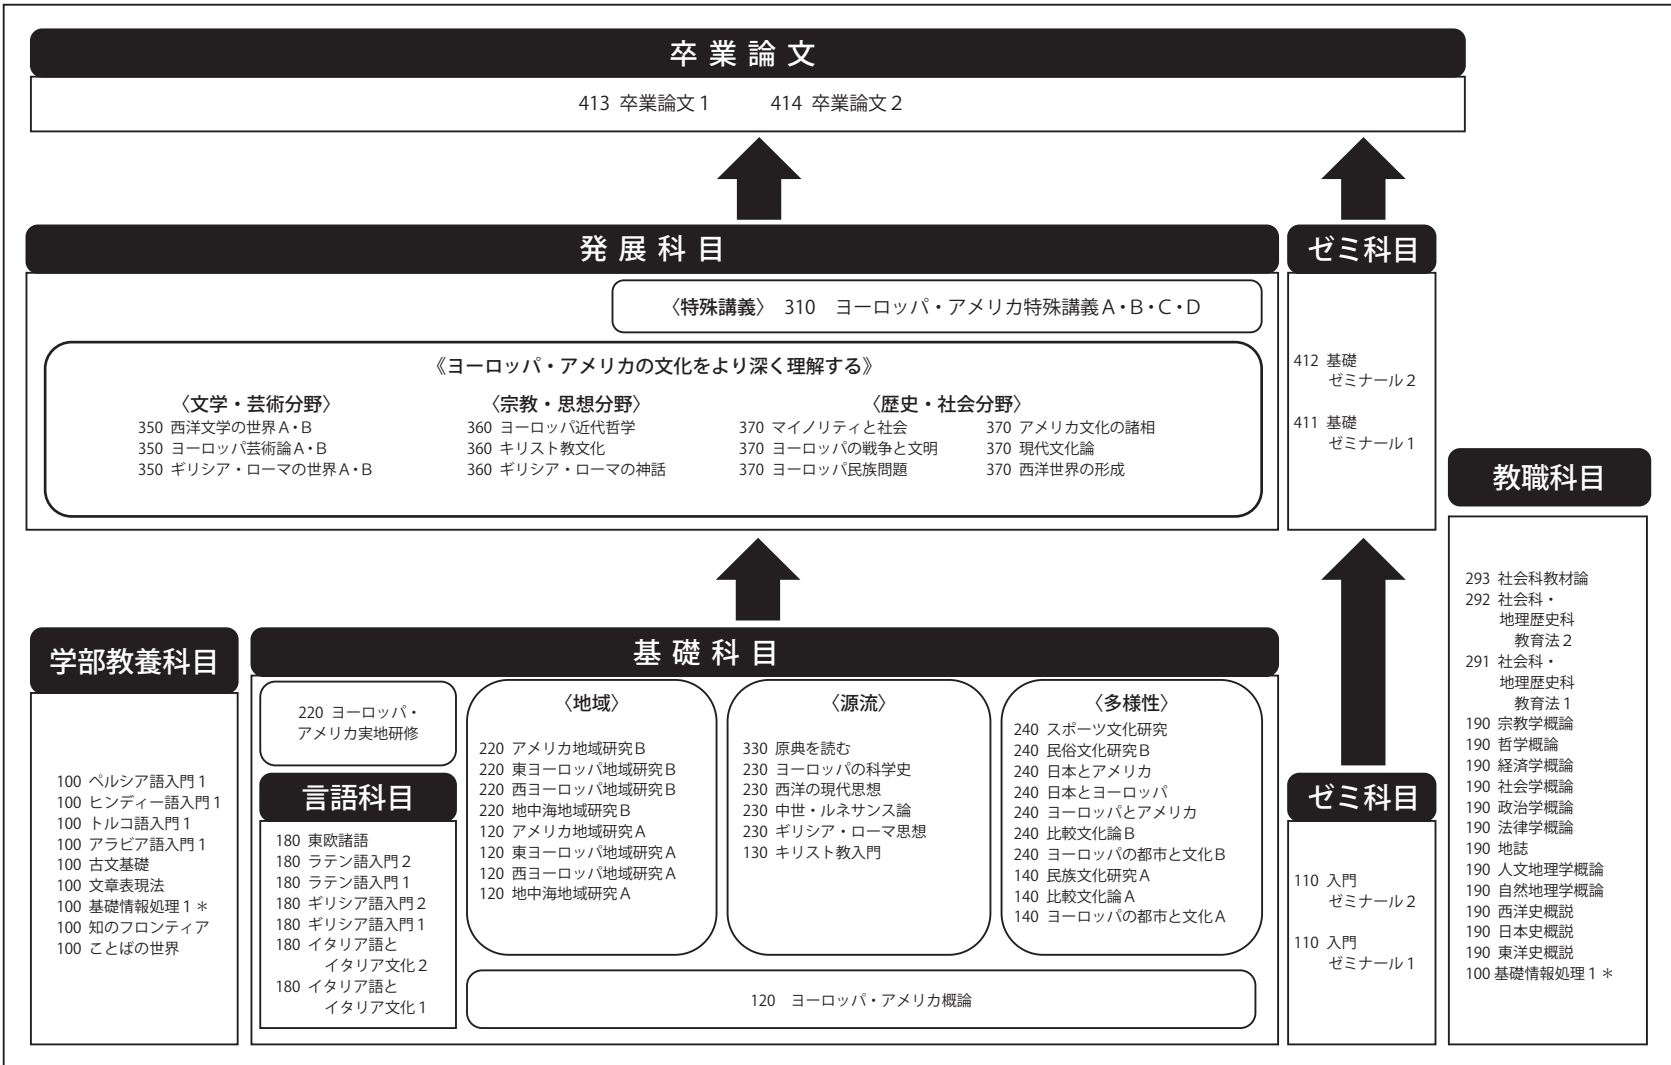 卒業論文
413 卒業論文1　414 卒業論文2
発展科目
〈特殊講義〉 310　ヨーロッパ・アメリカ特殊講義A・B・C・D
《ヨーロッパ・アメリカの文化をより深く理解する》
〈文学・芸術分野〉
350 西洋文学の世界A・B
350 ヨーロッパ芸術論A・B
350 ギリシア・ローマの世界A・B
〈宗教・思想分野〉
360 ヨーロッパ近代哲学
360 キリスト教文化
360 ギリシア・ローマの神話
〈歴史・社会分野〉
370 マイノリティと社会
370 ヨーロッパの戦争と文明
370 ヨーロッパ民族問題
370 アメリカ文化の諸相
370 現代文化論
370 西洋世界の形成
ゼミ科目
412 基礎
ゼミナール2
411 基礎
ゼミナール1
教職科目
293 社会科教材論
292 社会科・
地理歴史科
教育法2
291 社会科・
地理歴史科
教育法1
190 宗教学概論
190 哲学概論
190 経済学概論
190 社会学概論
190 政治学概論
190 法律学概論
190 地誌
190 人文地理学概論
190 自然地理学概論
190 西洋史概説
190 日本史概説
190 東洋史概説
100 基礎情報処理1＊
学部教養科目
100 ペルシア語入門1
100 ヒンディー語入門1
100 トルコ語入門1
100 アラビア語入門1
100 古文基礎
100 文章表現法
100 基礎情報処理1＊
100 知のフロンティア
100 ことばの世界
基礎科目
220 ヨーロッパ・
アメリカ実地研修
言語科目
180 東欧諸語
180 ラテン語入門2
180 ラテン語入門1
180 ギリシア語入門2
180 ギリシア語入門1
180 イタリア語と
イタリア文化2
180 イタリア語と
イタリア文化1
〈地域〉
220 アメリカ地域研究B
220 東ヨーロッパ地域研究B
220 西ヨーロッパ地域研究B
220 地中海地域研究B
120 アメリカ地域研究A
120 東ヨーロッパ地域研究A
120 西ヨーロッパ地域研究A
120 地中海地域研究A
〈源流〉
330 原典を読む
230 ヨーロッパの科学史
230 西洋の現代思想
230 中世・ルネサンス論
230 ギリシア・ローマ思想
130 キリスト教入門
〈多様性〉
240 スポーツ文化研究
240 民俗文化研究B
240 日本とアメリカ
240 日本とヨーロッパ
240 ヨーロッパとアメリカ
240 比較文化論B
240 ヨーロッパの都市と文化B
140 民族文化研究A
140 比較文化論A
140 ヨーロッパの都市と文化A
120　ヨーロッパ・アメリカ概論
ゼミ科目
110 入門
ゼミナール2
110 入門
ゼミナール1